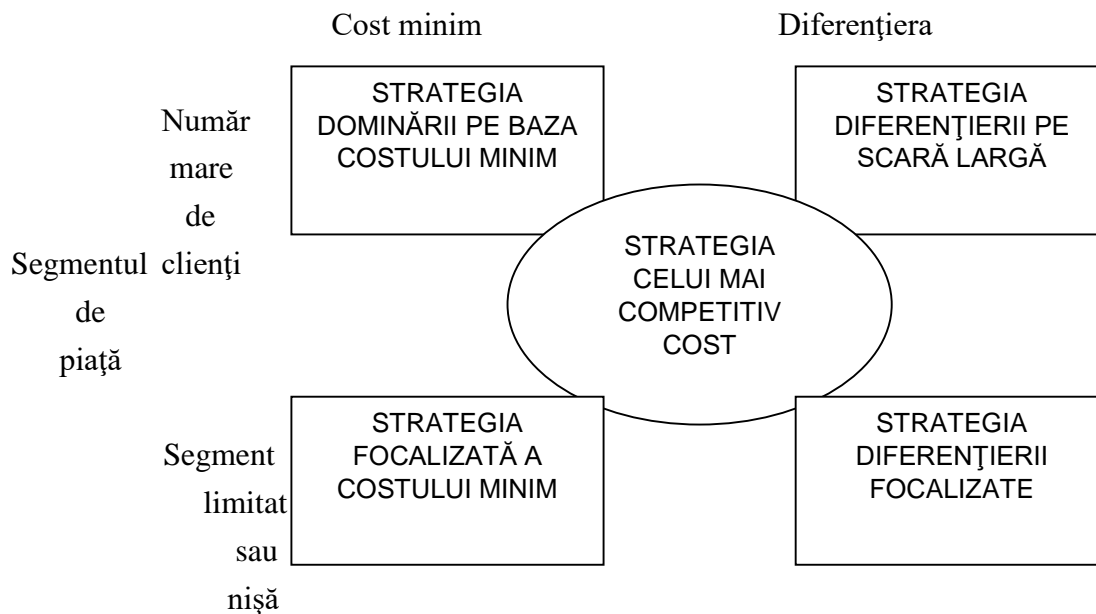 Cost minim
Diferenţiera
STRATEGIA
DOMINĂRII PE BAZA
COSTULUI MINIM
STRATEGIA
DIFERENŢIERII PE
SCARĂ LARGĂ
Număr
mare
de
clienţi
Segmentul
de
piaţă
STRATEGIA
CELUI MAI
COMPETITIV
COST
Segment
limitat
sau
nişă
STRATEGIA
FOCALIZATĂ A
COSTULUI MINIM
STRATEGIA
DIFERENŢIERII
FOCALIZATE